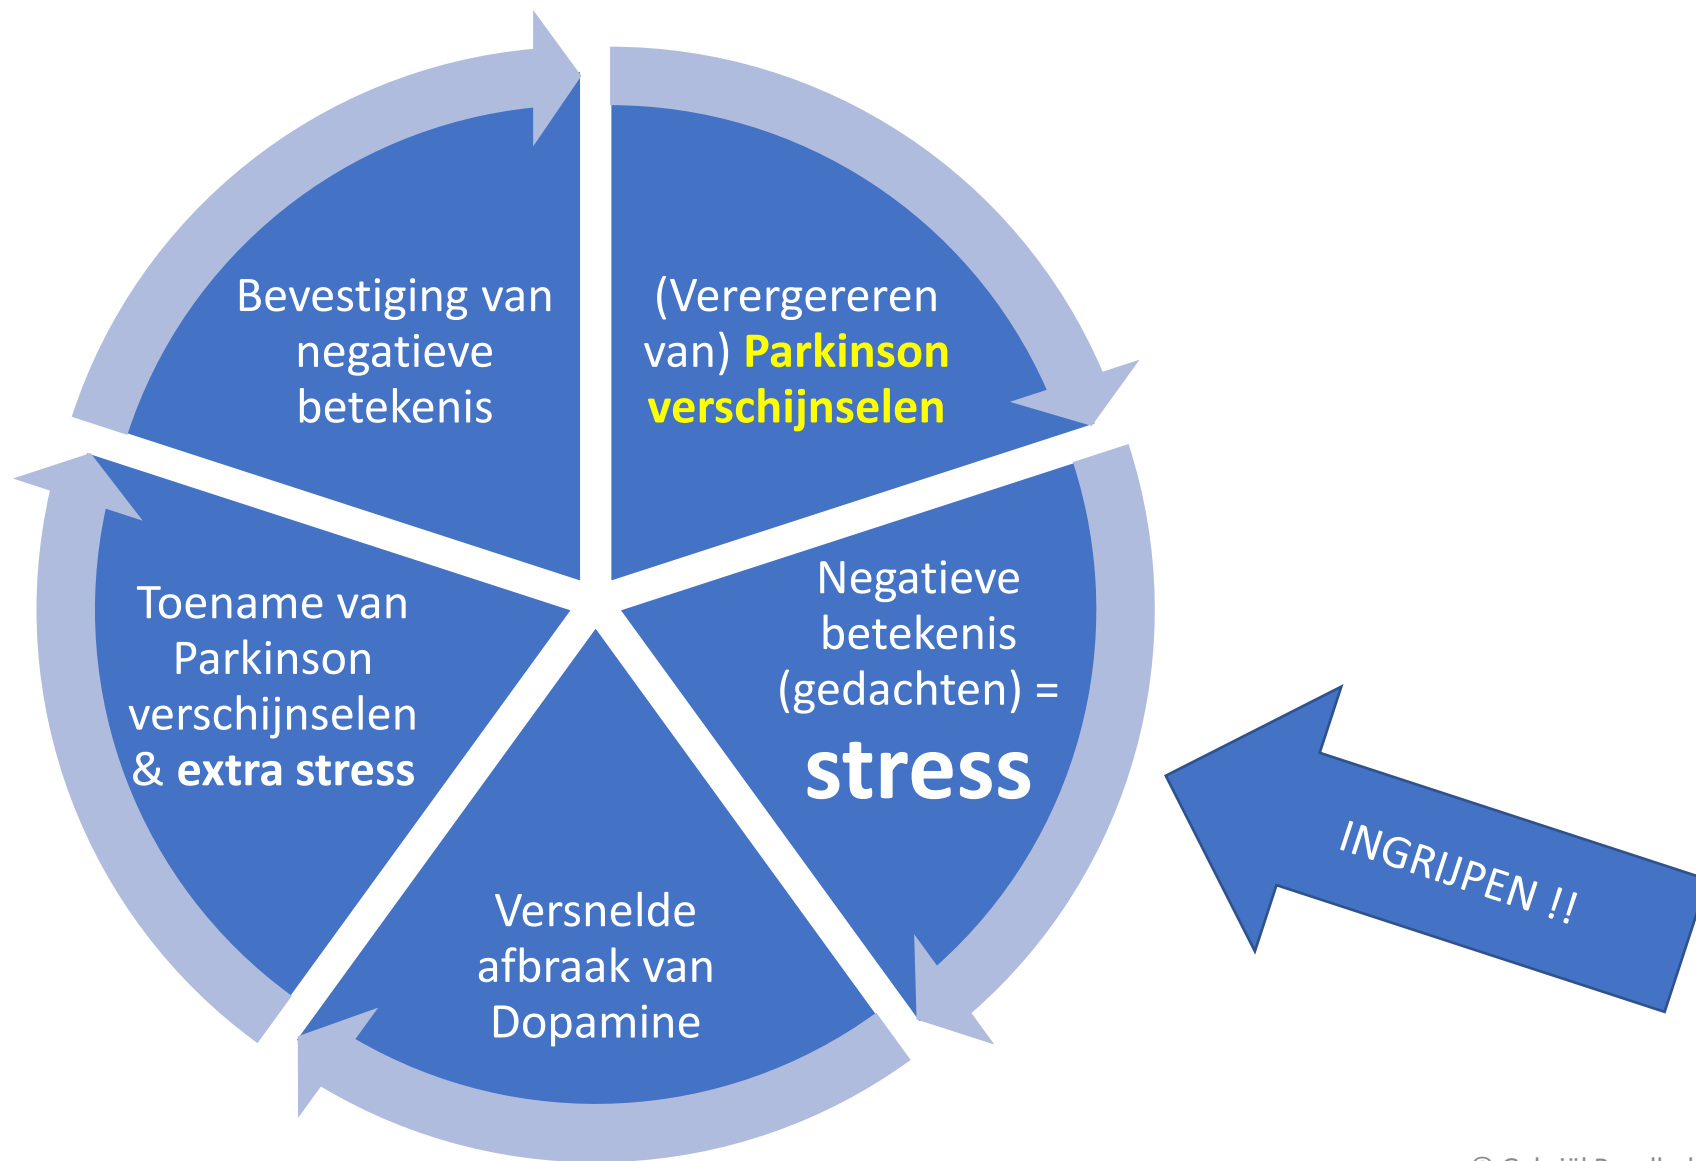 (Verergereren
van) Parkinson
verschijnselen
Negatieve
betekenis
(gedachten) =
stress
Versnelde
afbraak van
Dopamine
Toename van
Parkinson
verschijnselen
& extra stress
Bevestiging van
negatieve
betekenis
INGRIJPEN !!
©